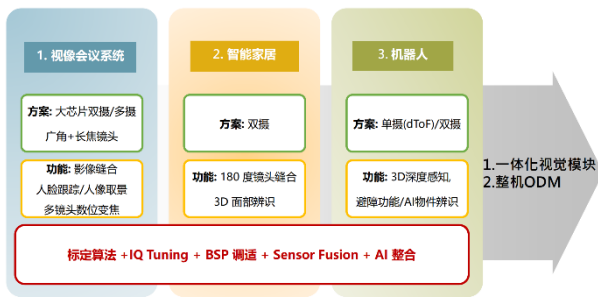 1. 视像会议系统
方案: 大芯片双摄/多摄
广角+长焦镜头
功能: 影像缝合
人脸跟踪/人像取景
多镜头数位变焦
2. 智能家居
方案: 双摄
功能: 180 度镜头缝合
3D 面部辨识
3. 机器人
方案: 单摄(dToF)/双摄
功能: 3D深度感知,
避障功能/AI物件辨识
标定算法 +IQ Tuning + BSP 调适 + Sensor Fusion + AI 整合
1.一体化视觉模块
2.整机ODM